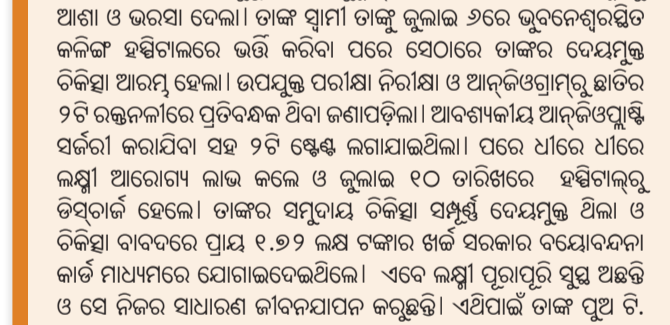 ଆଶା ଓ ଭରସା ଦେଲା। ତାଙ୍କ ସ୍ୱାମୀ ତାଙ୍କୁ ଜୁଲାଇ ୬ରେ ଭୁବନେଶ୍ୱରସ୍ଥିତ
କଳିଙ୍ଗ ହସ୍ପିଟାଲରେ ଭର୍ତ୍ତି କରିବା ପରେ ସେଠାରେ ତାଙ୍କର ଦେୟମୁକ୍ତ
ଚିକିତ୍ସା ଆରମ୍ଭ ହେଲା। ଉପଯୁକ୍ତ ପରୀକ୍ଷା ନିରୀକ୍ଷା ଓ ଆନ୍‌ଜିଓଗ୍ରାମ୍‌ରୁ ଛାତିର
୨ଟି ରକ୍ତନଳୀରେ ପ୍ରତିବନ୍ଧକ ଥିବା ଜଣାପଡ଼ିଲା। ଆବଶ୍ୟକୀୟ ଆନ୍‌ଜିଓପ୍ଲାଷ୍ଟି
ସର୍ଜରୀ କରାଯିବା ସହ ୨ଟି ଷ୍ଟେଣ୍ଟ ଲଗାଯାଇଥିଲା। ପରେ ଧୀରେ ଧୀରେ
ଲକ୍ଷ୍ମୀ ଆରୋଗ୍ୟ ଲାଭ କଲେ ଓ ଜୁଲାଇ ୧୦ ତାରିଖରେ ହସ୍ପିଟାଲ୍‌ରୁ
ଡିସ୍‌ଚାର୍ଜ ହେଲେ। ତାଙ୍କର ସମୁଦାୟ ଚିକିତ୍ସା ସମ୍ପୂର୍ଣ୍ଣ ଦେୟମୁକ୍ତ ଥିଲା ଓ
ଚିକିତ୍ସା ବାବଦରେ ପ୍ରାୟ ୧.୭୨ ଲକ୍ଷ ଟଙ୍କାର ଖର୍ଚ୍ଚ ସରକାର ବୟୋବନ୍ଦନା
କାର୍ଡ ମାଧ୍ୟମରେ ଯୋଗାଇଦେଇଥିଲେ। ଏବେ ଲକ୍ଷ୍ମୀ ପୂରାପୂରି ସୁସ୍ଥ ଅଛନ୍ତି
ଓ ସେ ନିଜର ସାଧାରଣ ଜୀବନଯାପନ କରୁଛନ୍ତି। ଏଥିପାଇଁ ତାଙ୍କ ପୁଅ ଟି.